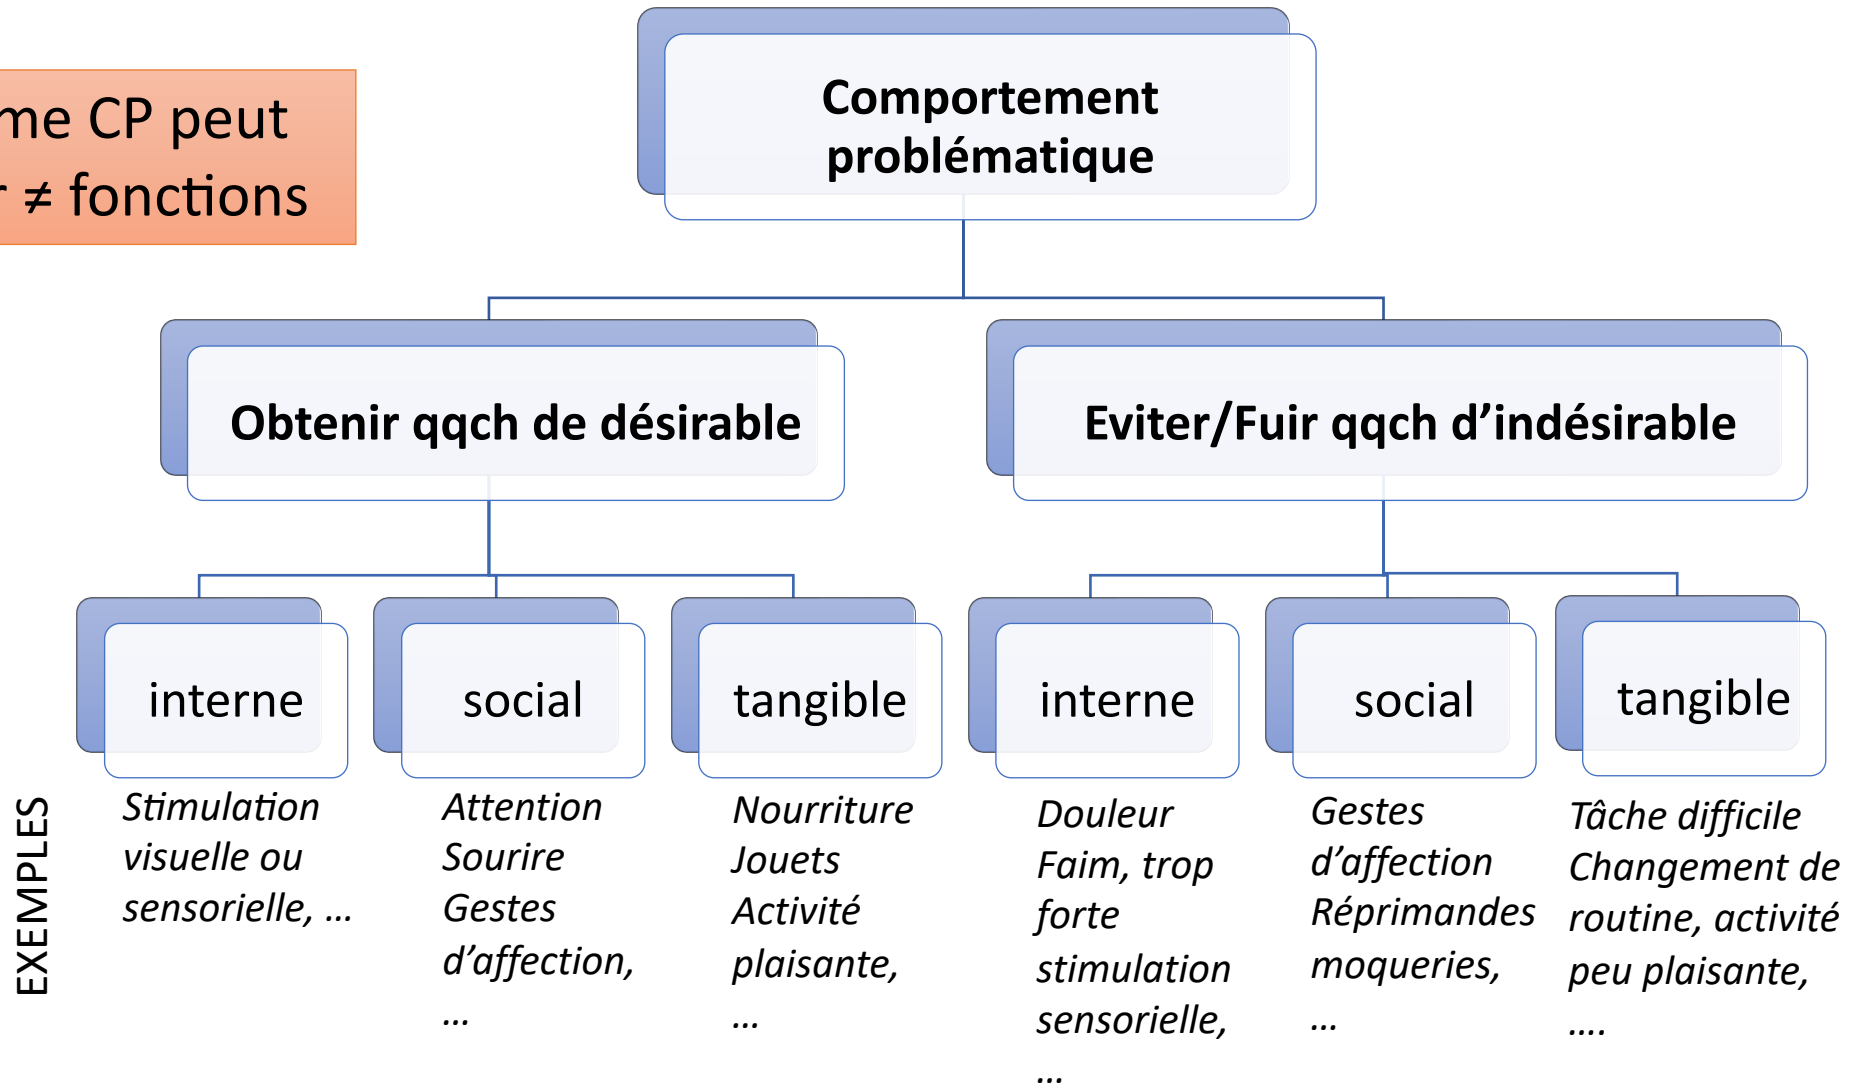 me CP peut
r ≠ fonctions
Comportement
problématique
Obtenir qqch de désirable
Eviter/Fuir qqch d’indésirable
interne
social
tangible
interne
social
tangible
EXEMPLES
Stimulation
visuelle ou
sensorielle, ...
Attention
Sourire
Gestes
d’affection,
...
Nourriture
Jouets
Activité
plaisante,
...
Douleur
Faim, trop
forte
stimulation
sensorielle,
...
Gestes
d’affection
Réprimandes
moqueries,
...
Tâche difficile
Changement de
routine, activité
peu plaisante,
....